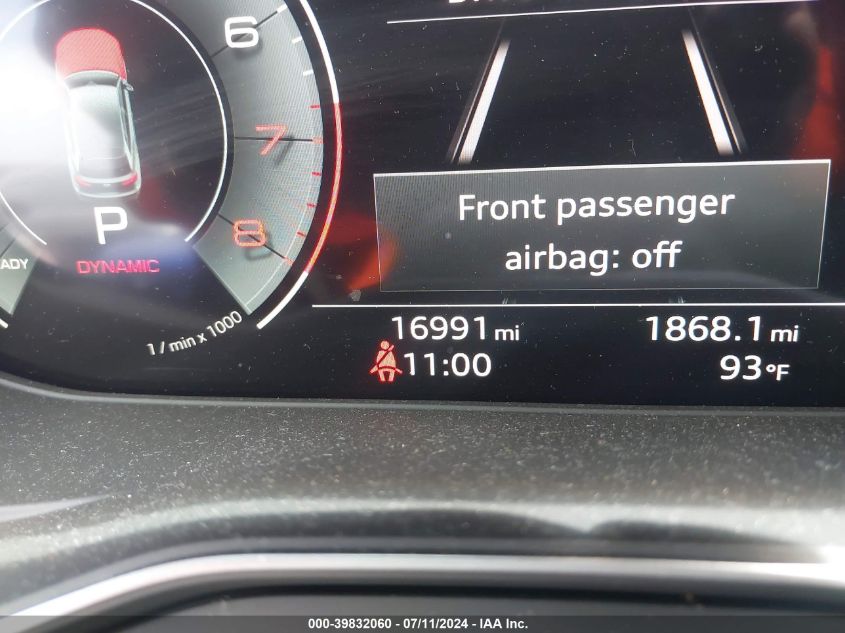 6
7
8
P
ADY
DYNAMIC
1 / min x 1000
Front passenger
airbag: off
16991 mi
1868.1 mi
11:00
93°F
000-39832060 - 07/11/2024 - IAA Inc.